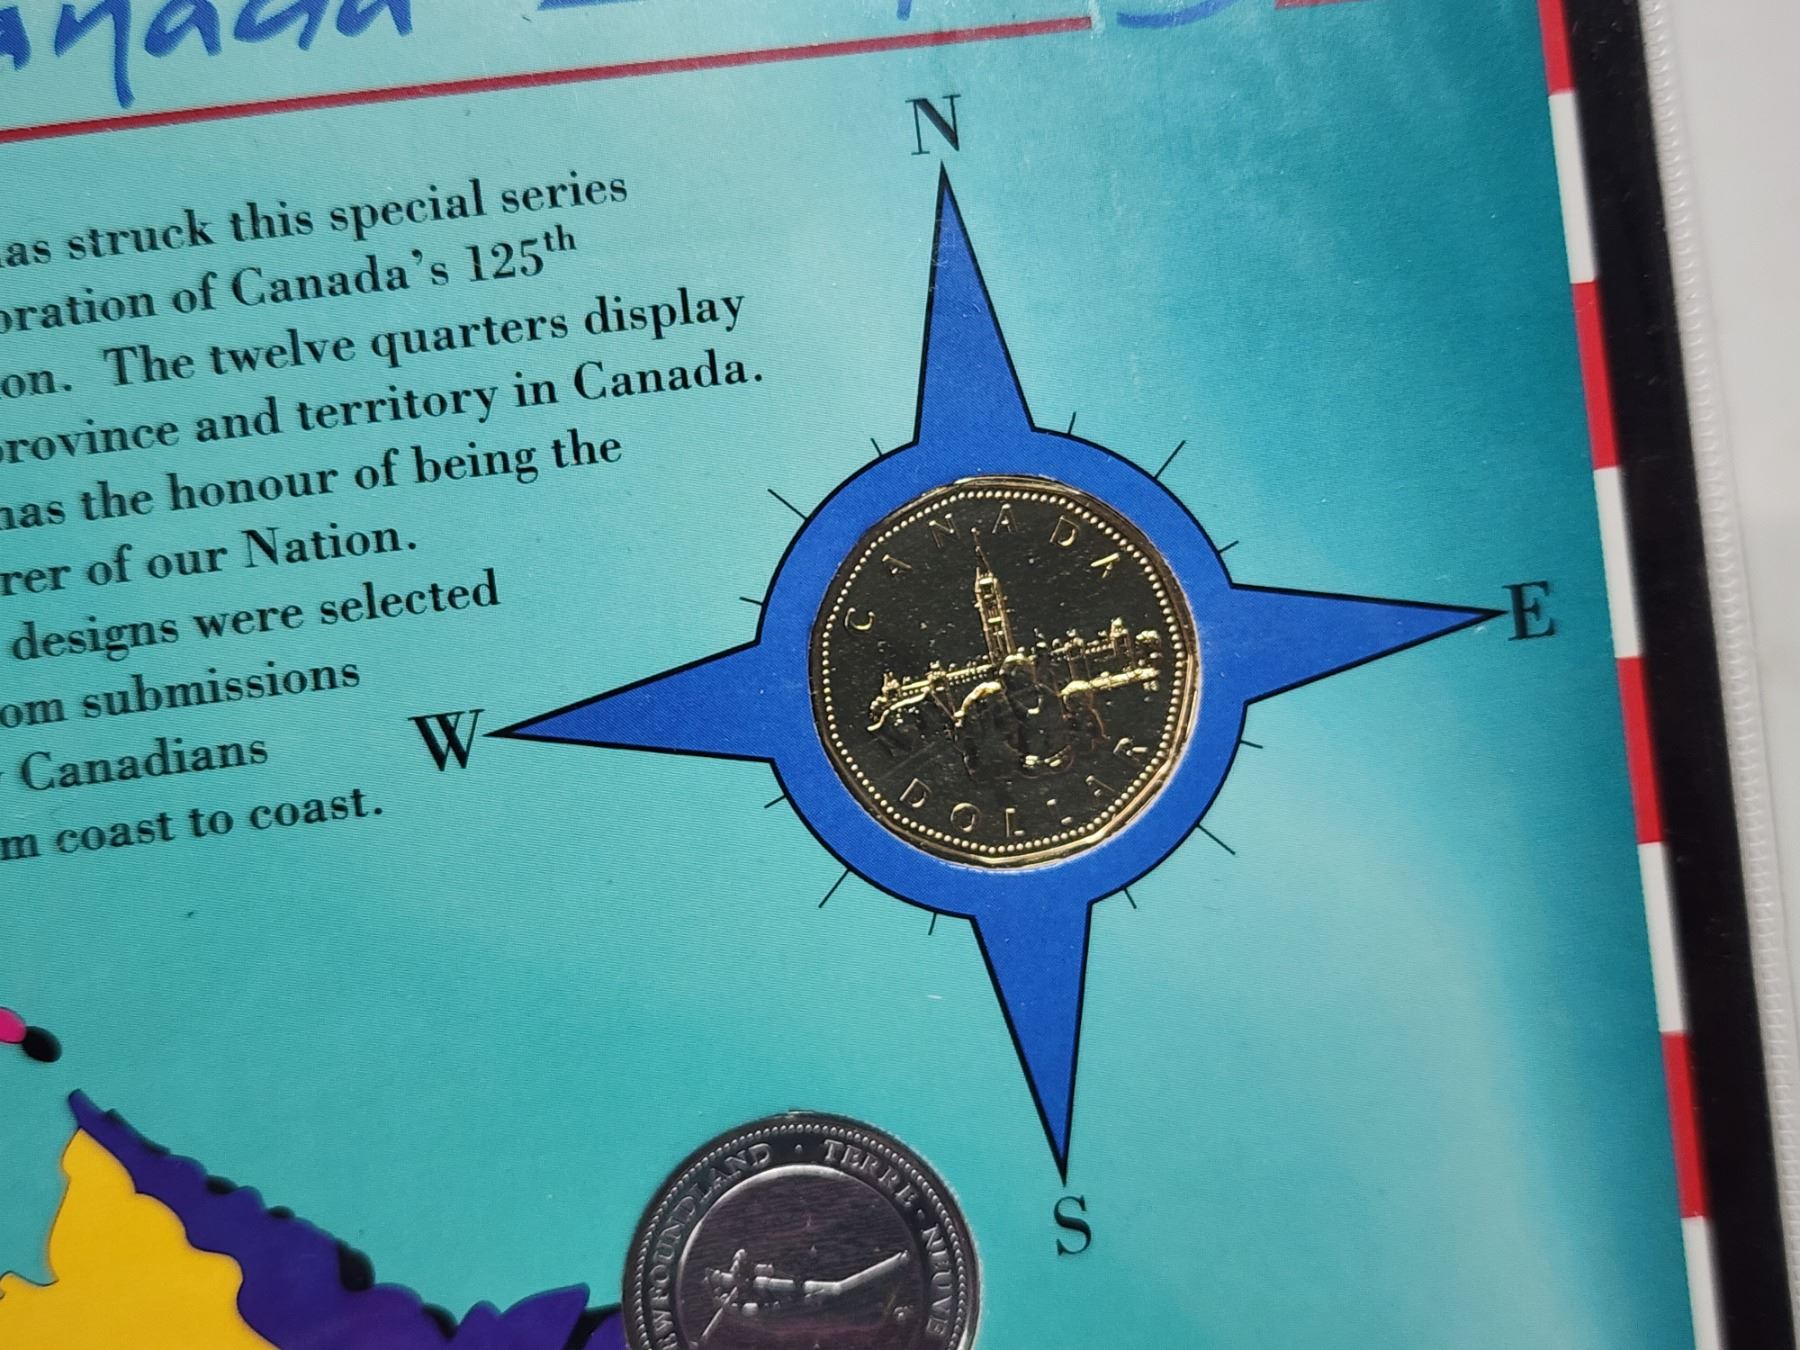 anada
N
as struck this special series
oration of Canada's 125th
on. The twelve quarters display
province and territory in Canada.
has the honour of being the
rer of our Nation.
designs were selected
om submissions
Canadians
m coast to coast.
W
E
S
CANADA
DOLLAR
NEWFOUNDLAND · TERRE-NEUVE